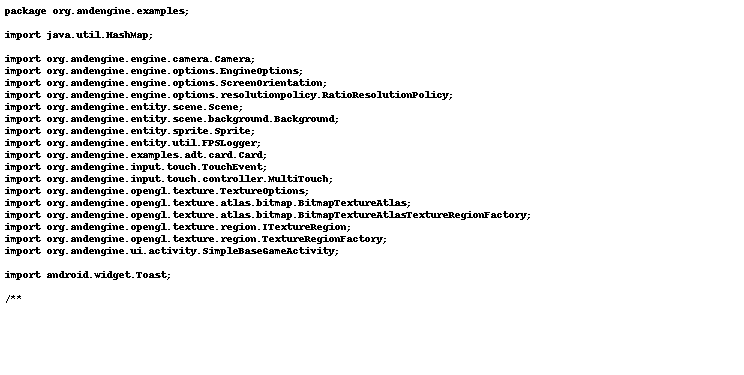 package org.andengine.examples;

import java.util.HashMap;

import org.andengine.engine.camera.Camera;
import org.andengine.engine.options.EngineOptions;
import org.andengine.engine.options.ScreenOrientation;
import org.andengine.engine.options.resolutionpolicy.RatioResolutionPolicy;
import org.andengine.entity.scene.Scene;
import org.andengine.entity.scene.background.Background;
import org.andengine.entity.sprite.Sprite;
import org.andengine.entity.util.FPSLogger;
import org.andengine.examples.adt.card.Card;
import org.andengine.input.touch.TouchEvent;
import org.andengine.input.touch.controller.MultiTouch;
import org.andengine.opengl.texture.TextureOptions;
import org.andengine.opengl.texture.atlas.bitmap.BitmapTextureAtlas;
import org.andengine.opengl.texture.atlas.bitmap.BitmapTextureAtlasTextureRegionFactory;
import org.andengine.opengl.texture.region.ITextureRegion;
import org.andengine.opengl.texture.region.TextureRegionFactory;
import org.andengine.ui.activity.SimpleBaseGameActivity;

import android.widget.Toast;

/**